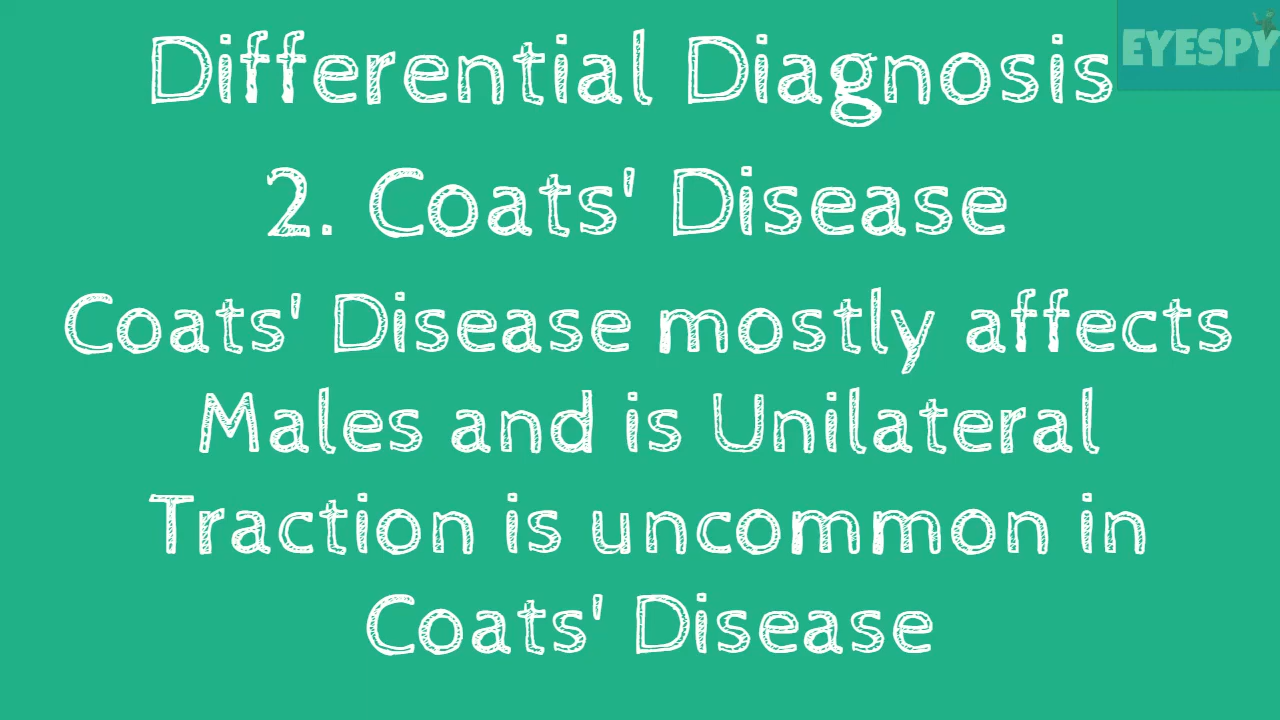 EYESPY
Differential Diagnosis
2. Coats' Disease
Coats' Disease mostly affects
Males and is Unilateral
Traction is uncommon in
Coats' Disease